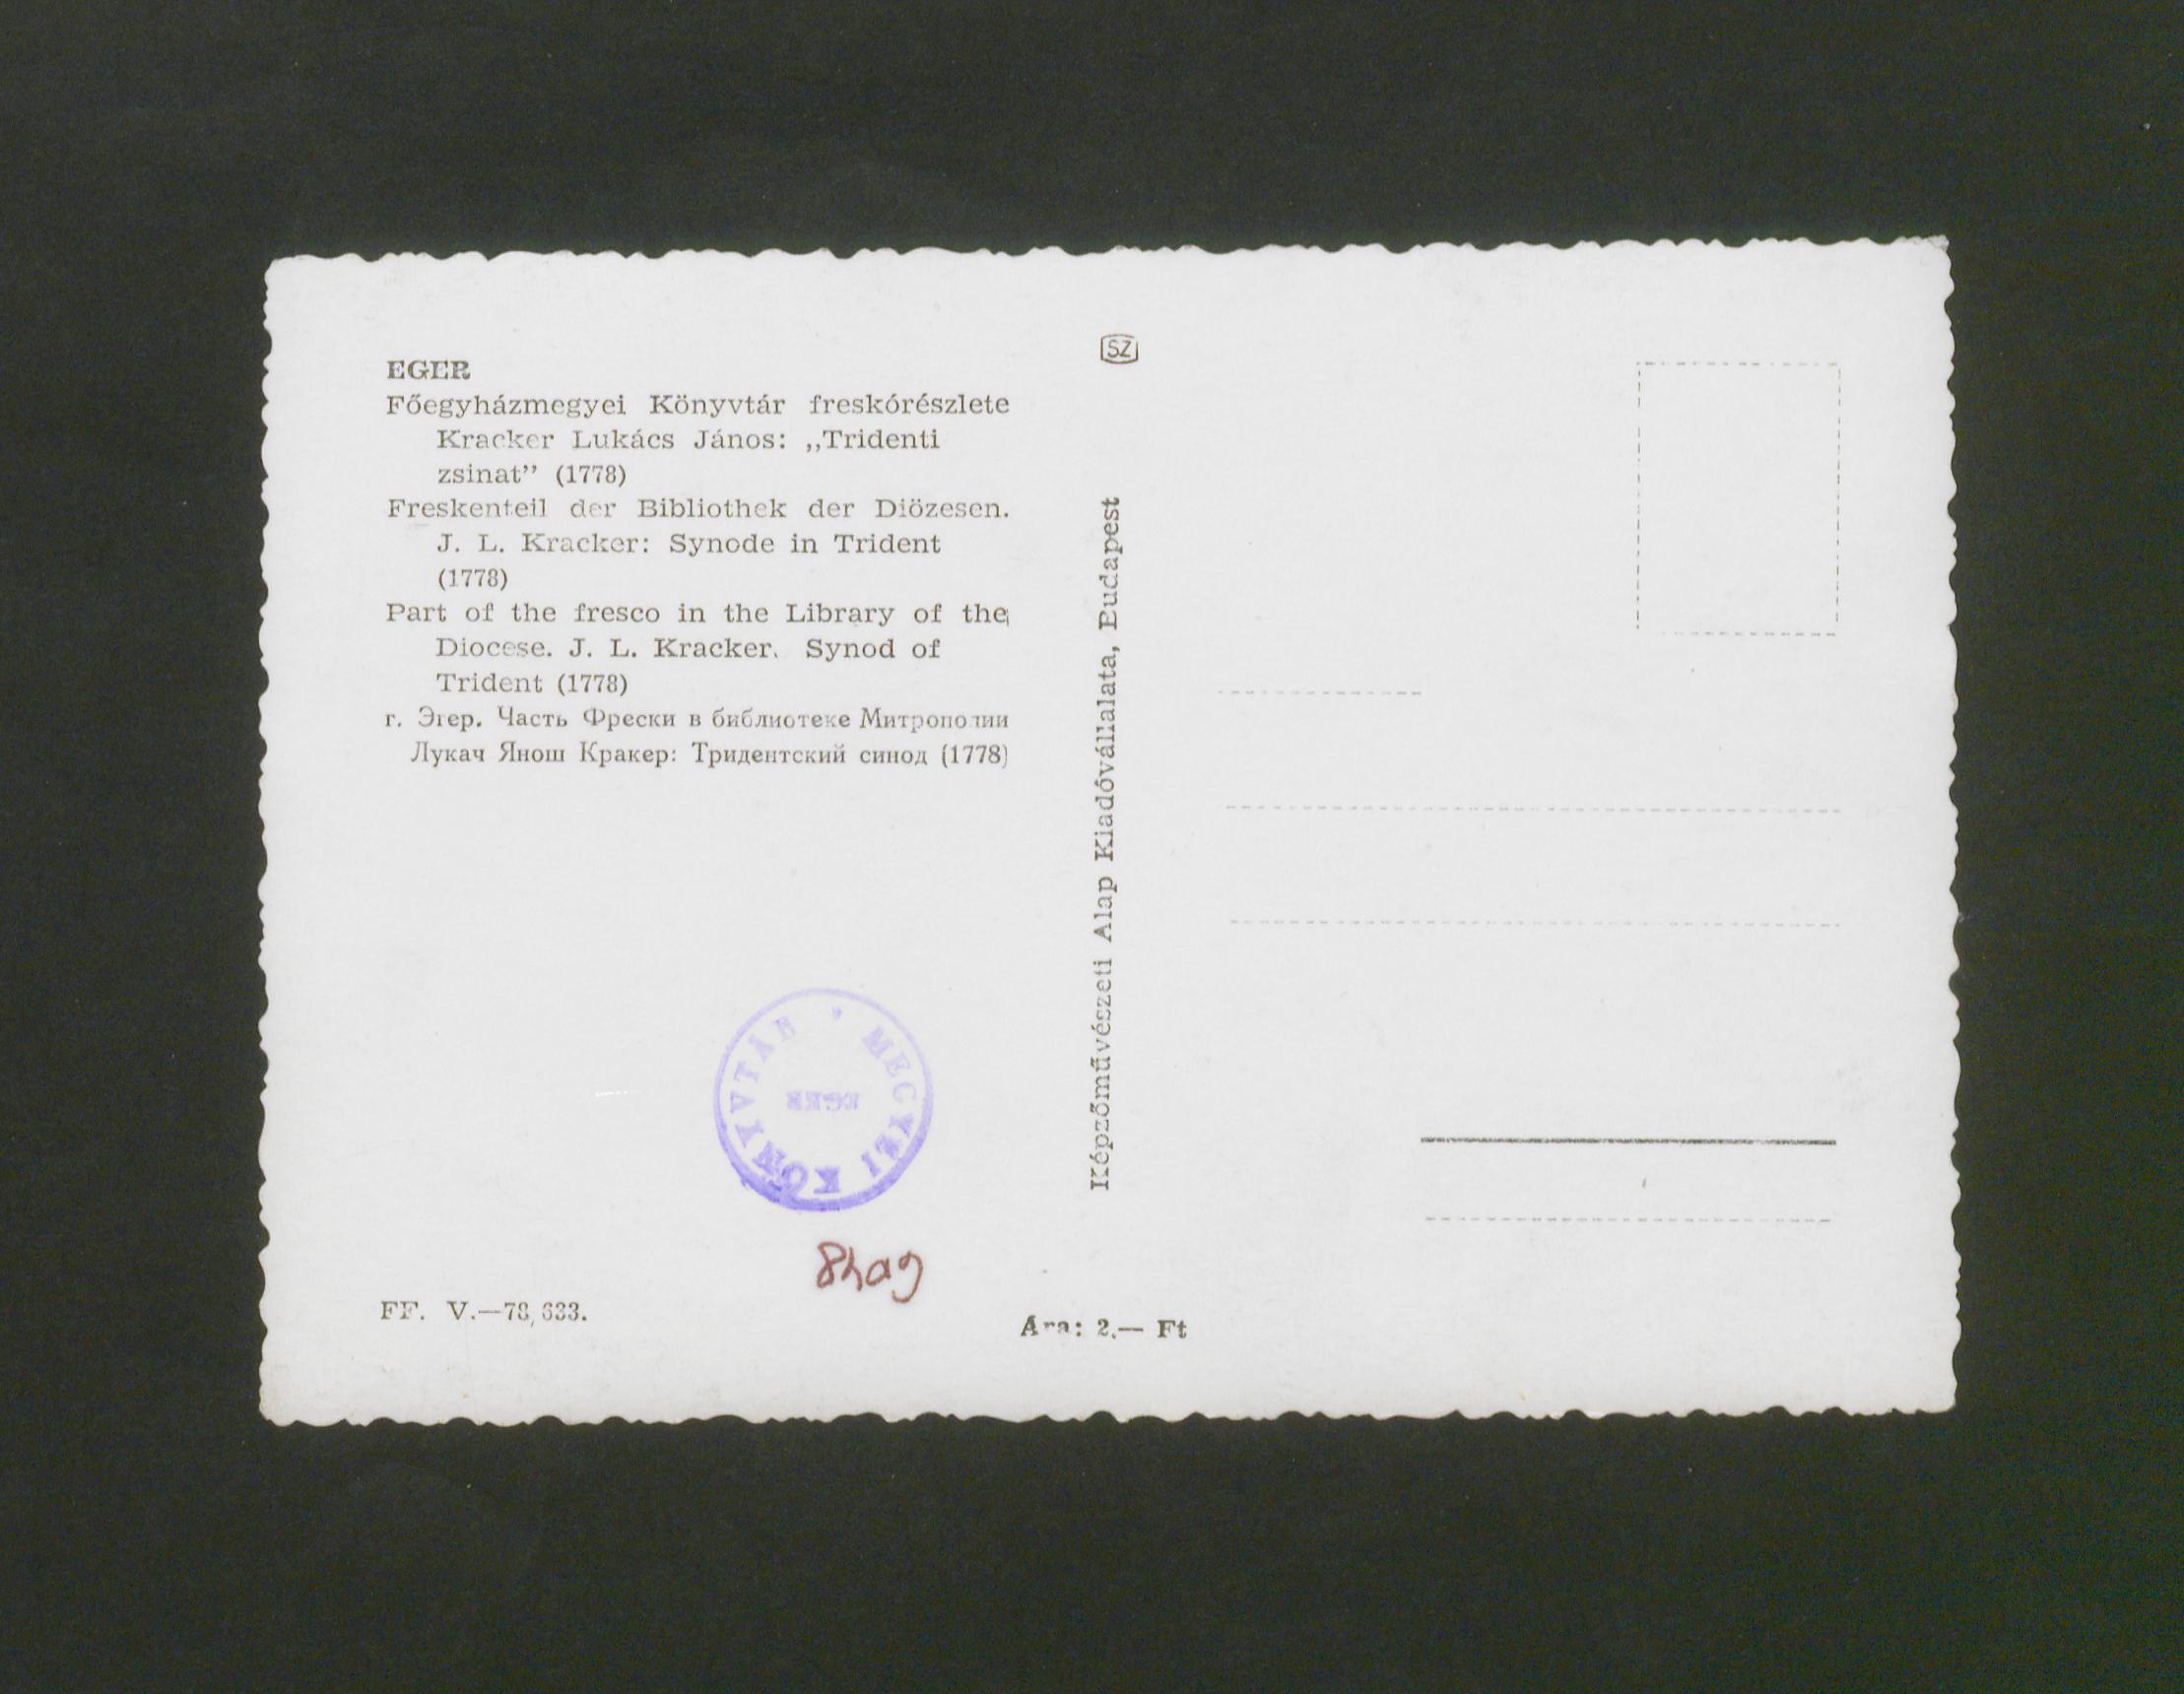 EGER
Főegyházmegyei Könyvtár freskórészlete
Kracker Lukács János: „Tridenti
zsinat” (1778)
Freskenteil der Bibliothek der Diözesen.
J. L. Kracker: Synode in Trident
(1778)
Part of the fresco in the Library of the
Diocese. J. L. Kracker. Synod of
Trident (1778)
г. Эгер. Часть Фрески в библиотеке Митрополии
Лукач Янош Кракер: Тридентский синод (1778)
SZ
Képzőművészeti Alap Kiadóvállalata, Budapest
MEGYEI KÖNYVTÁR
EGER
FF. V.—78,633.
Ára: 2.— Ft